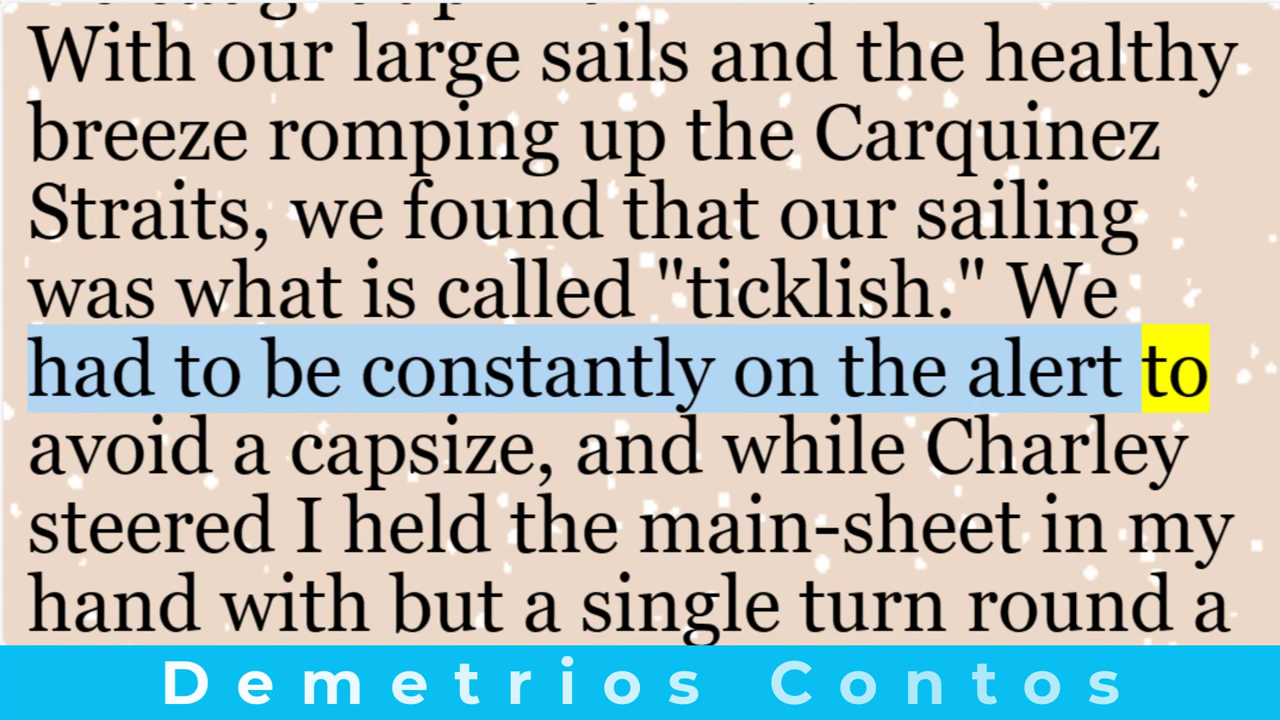 With our large sails and the healthy
breeze romping up the Carquinez
Straits, we found that our sailing
was what is called "ticklish." We
had to be constantly on the alert to
avoid a capsize, and while Charley
steered I held the main-sheet in my
hand with but a single turn round a
Demetrios Contos